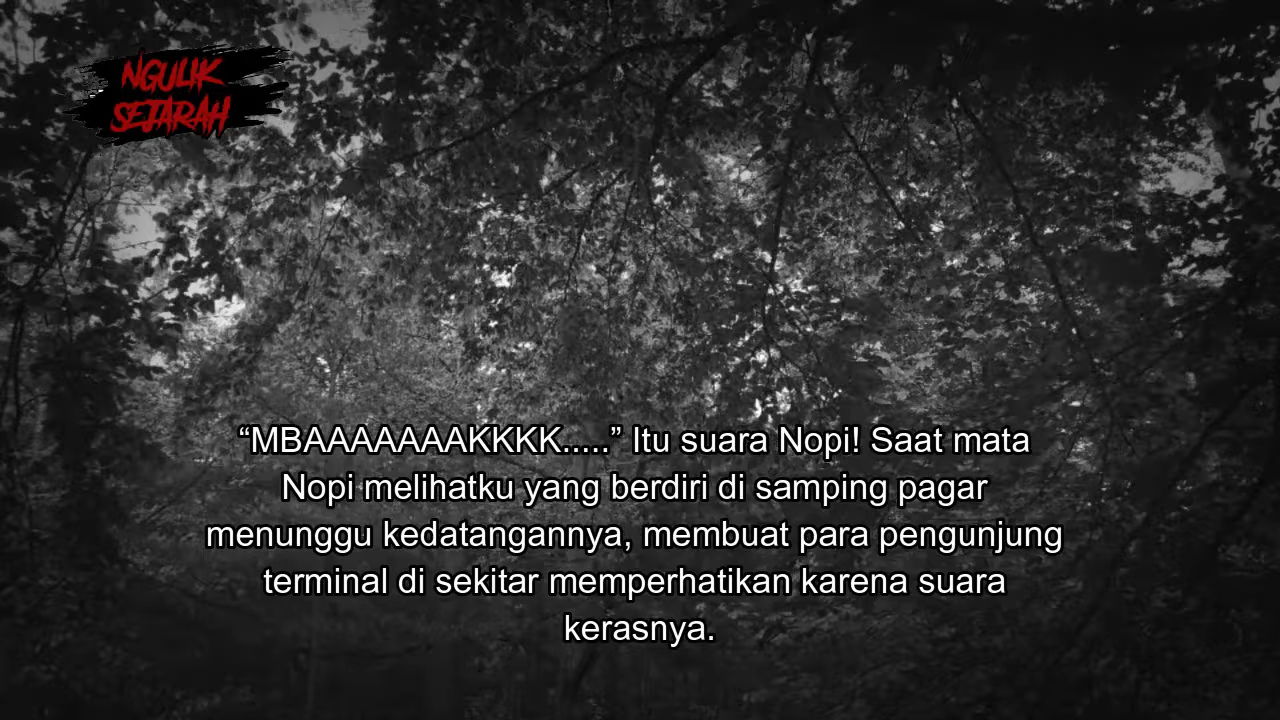 NGULIK
SEJARAH
“MBAAAAAAAKKKK.....” Itu suara Nopi! Saat mata
Nopi melihatku yang berdiri di samping pagar
menunggu kedatangannya, membuat para pengunjung
terminal di sekitar memperhatikan karena suara
kerasnya.